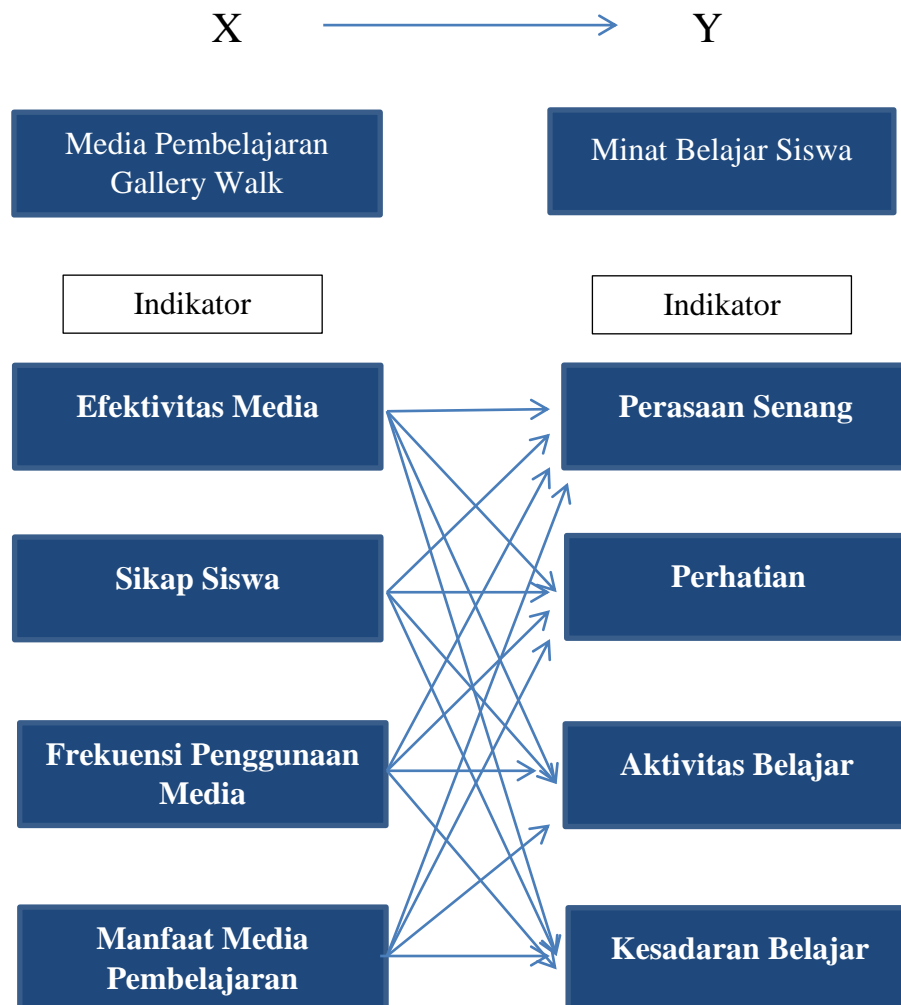 X
Y
Media Pembelajaran
Gallery Walk
Minat Belajar Siswa
Indikator
Indikator
Efektivitas Media
Perasaan Senang
Sikap Siswa
Perhatian
Frekuensi Penggunaan
Media
Aktivitas Belajar
Manfaat Media
Pembelajaran
Kesadaran Belajar